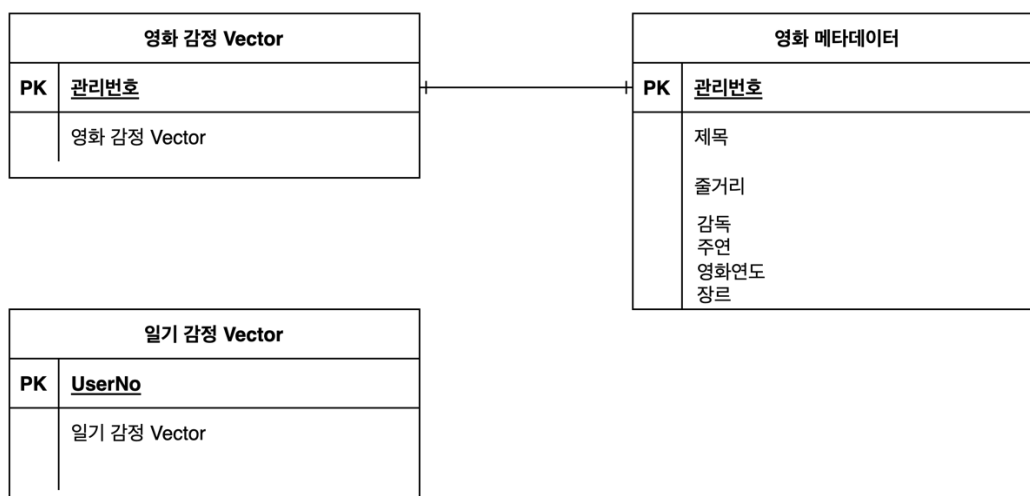 영화 감정 Vector
PK 관리번호
영화 감정 Vector
영화 메타데이터
PK 관리번호
제목
줄거리
감독
주연
영화연도
장르
일기 감정 Vector
PK UserNo
일기 감정 Vector